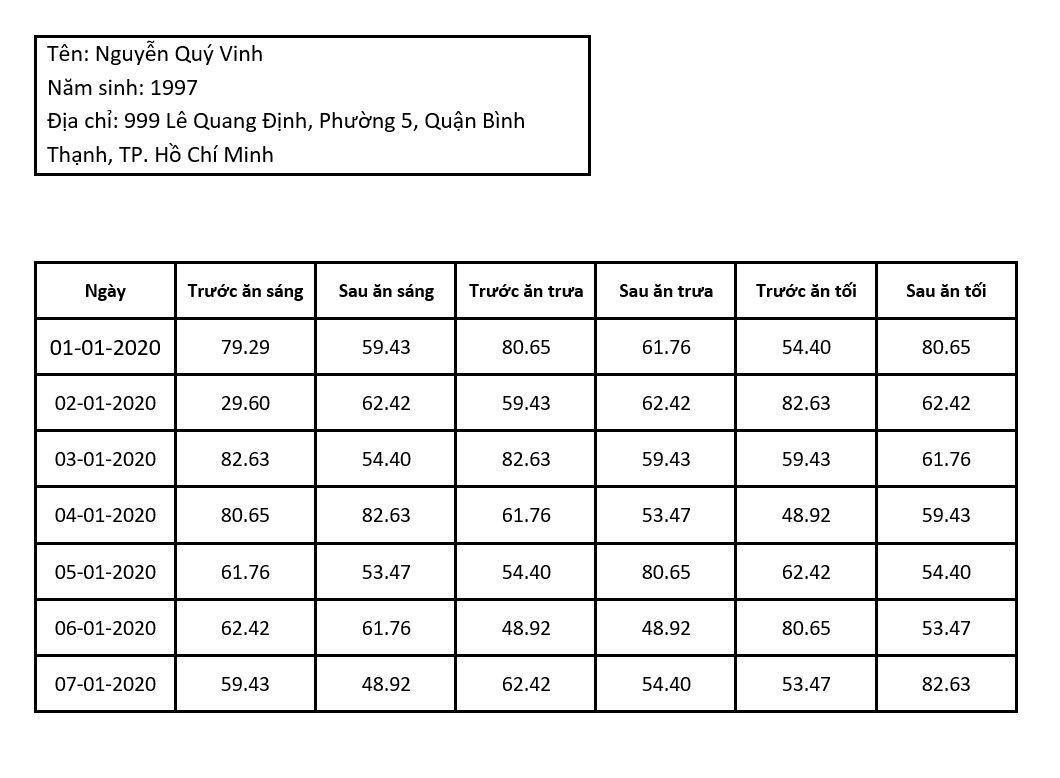 Tên: Nguyễn Quý Vinh
Năm sinh: 1997
Địa chỉ: 999 Lê Quang Định, Phường 5, Quận Bình
Thạnh, TP. Hồ Chí Minh
Ngày Trước ăn sáng Sau ăn sáng Trước ăn trưa Sau ăn trưa Trước ăn tối Sau ăn tối
01-01-2020 79.29 59.43 80.65 61.76 54.40 80.65
02-01-2020 29.60 62.42 59.43 62.42 82.63 62.42
03-01-2020 82.63 54.40 82.63 59.43 59.43 61.76
04-01-2020 80.65 82.63 61.76 53.47 48.92 59.43
05-01-2020 61.76 53.47 54.40 80.65 62.42 54.40
06-01-2020 62.42 61.76 48.92 48.92 80.65 53.47
07-01-2020 59.43 48.92 62.42 54.40 53.47 82.63